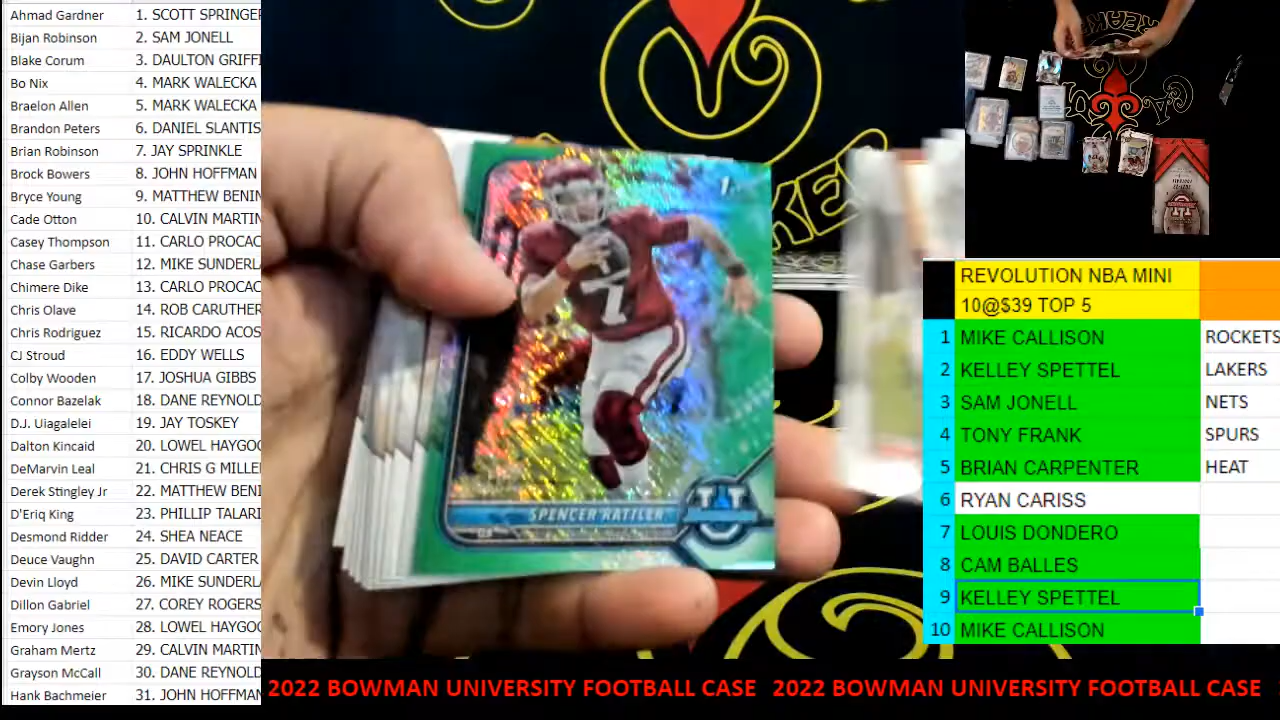 Ahmad Gardner 1. SCOTT SPRINGER
Bijan Robinson 2. SAM JONELL
Blake Corum 3. DAULTON GRIFFI
Bo Nix 4. MARK WALECKA
Braelon Allen 5. MARK WALECKA
Brandon Peters 6. DANIEL SLANTIS
Brian Robinson 7. JAY SPRINKLE
Brock Bowers 8. JOHN HOFFMAN
Bryce Young 9. MATTHEW BENIN
Cade Otton 10. CALVIN MARTIN
Casey Thompson 11. CARLO PROCAC
Chase Garbers 12. MIKE SUNDERL
Chimere Dike 13. CARLO PROCAC
Chris Olave 14. ROB CARUTHER
Chris Rodriguez 15. RICARDO ACOS
CJ Stroud 16. EDDY WELLS
Colby Wooden 17. JOSHUA GIBBS
Connor Bazelak 18. DANE REYNOLD
D.J. Uiagalelei 19. JAY TOSKEY
Dalton Kincaid 20. LOWEL HAYGOO
DeMarvin Leal 21. CHRIS G MILLE
Derek Stingley Jr 22. MATTHEW BENI
D'Eriq King 23. PHILLIP TALARI
Desmond Ridder 24. SHEA NEACE
Deuce Vaughn 25. DAVID CARTER
Devin Lloyd 26. MIKE SUNDERLA
Dillon Gabriel 27. COREY ROGERS
Emory Jones 28. LOWEL HAYGOO
Graham Mertz 29. CALVIN MARTIN
Grayson McCall 30. DANE REYNOLD
Hank Bachmeier 31. JOHN HOFFMAN
1st
7
SPENCER RATTLER
QB
U
REVOLUTION NBA MINI
10@$39 TOP 5
1 MIKE CALLISON ROCKETS
2 KELLEY SPETTEL LAKERS
3 SAM JONELL NETS
4 TONY FRANK SPURS
5 BRIAN CARPENTER HEAT
6 RYAN CARISS
7 LOUIS DONDERO
8 CAM BALLES
9 KELLEY SPETTEL
10 MIKE CALLISON
2022 BOWMAN UNIVERSITY FOOTBALL CASE 2022 BOWMAN UNIVERSITY FOOTBALL CASE